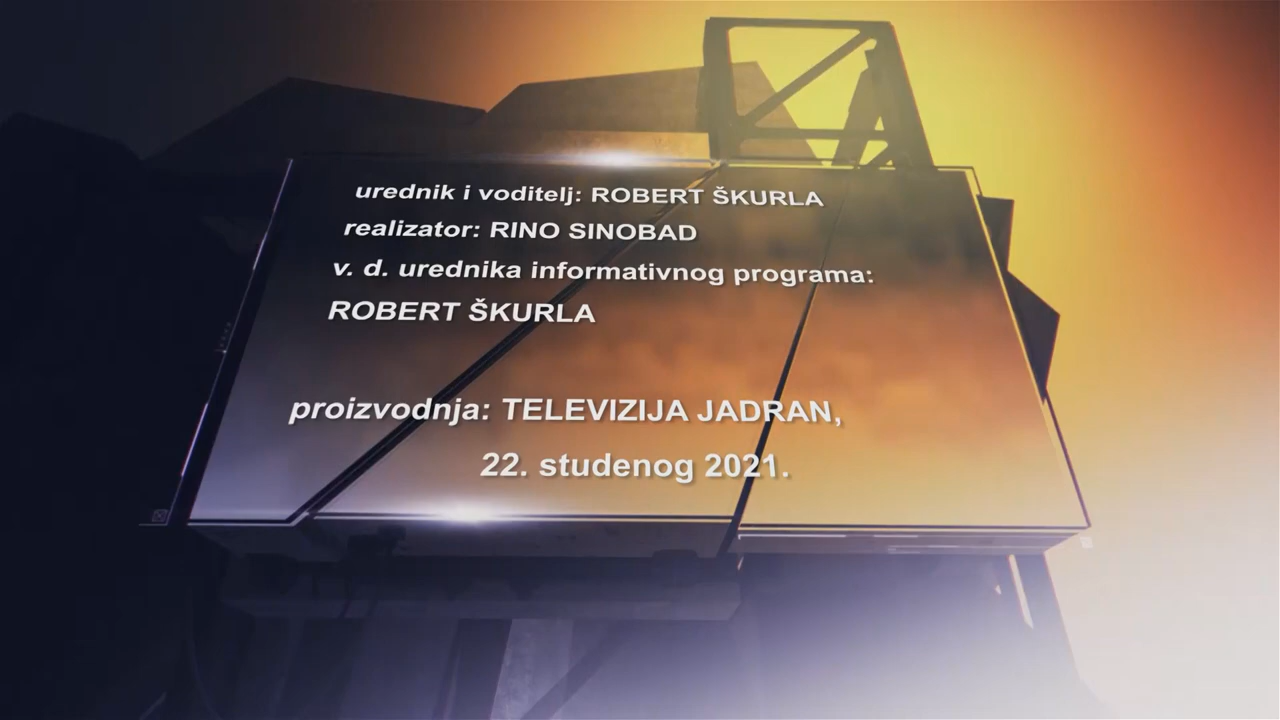 urednik i voditelj: ROBERT ŠKURLA
realizator: RINO SINOBAD
v. d. urednika informativnog programa:
ROBERT ŠKURLA
proizvodnja: TELEVIZIJA JADRAN,
22. studenog 2021.